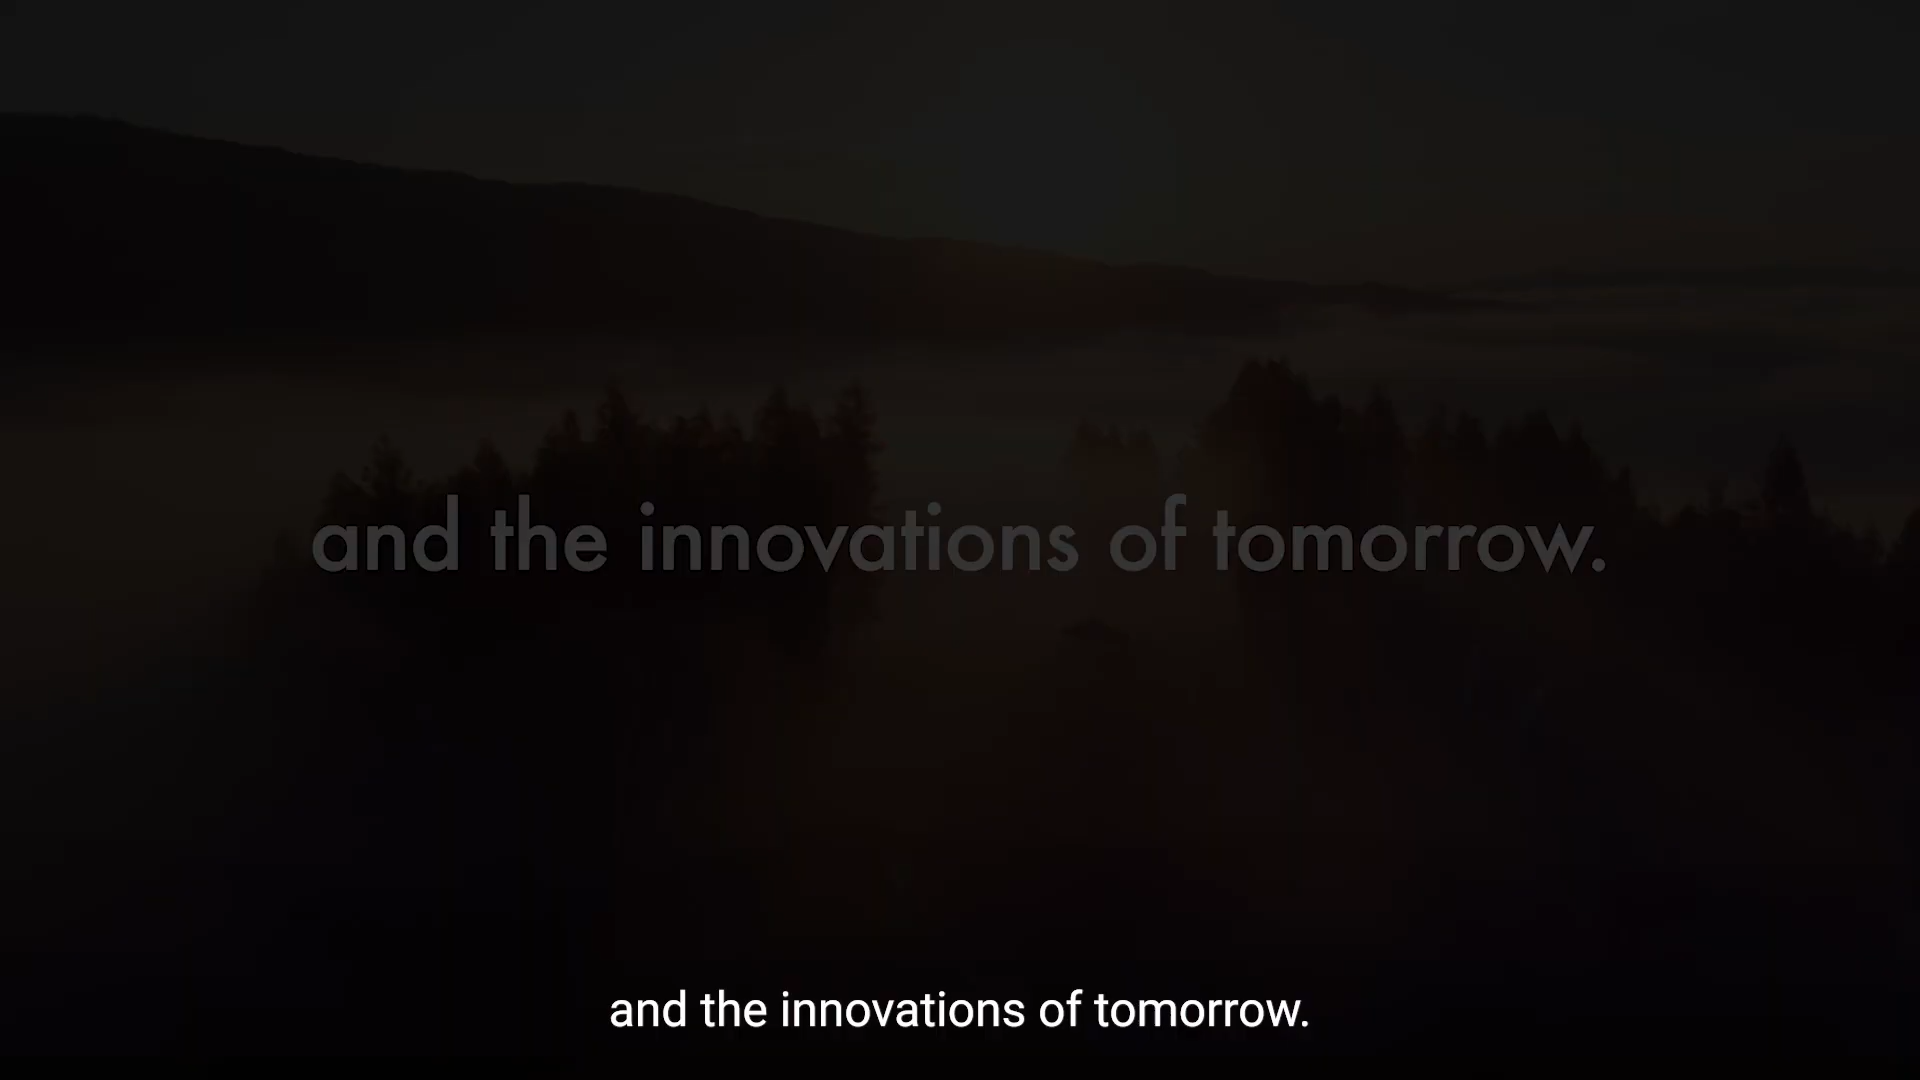 and the innovations of tomorrow.
and the innovations of tomorrow.